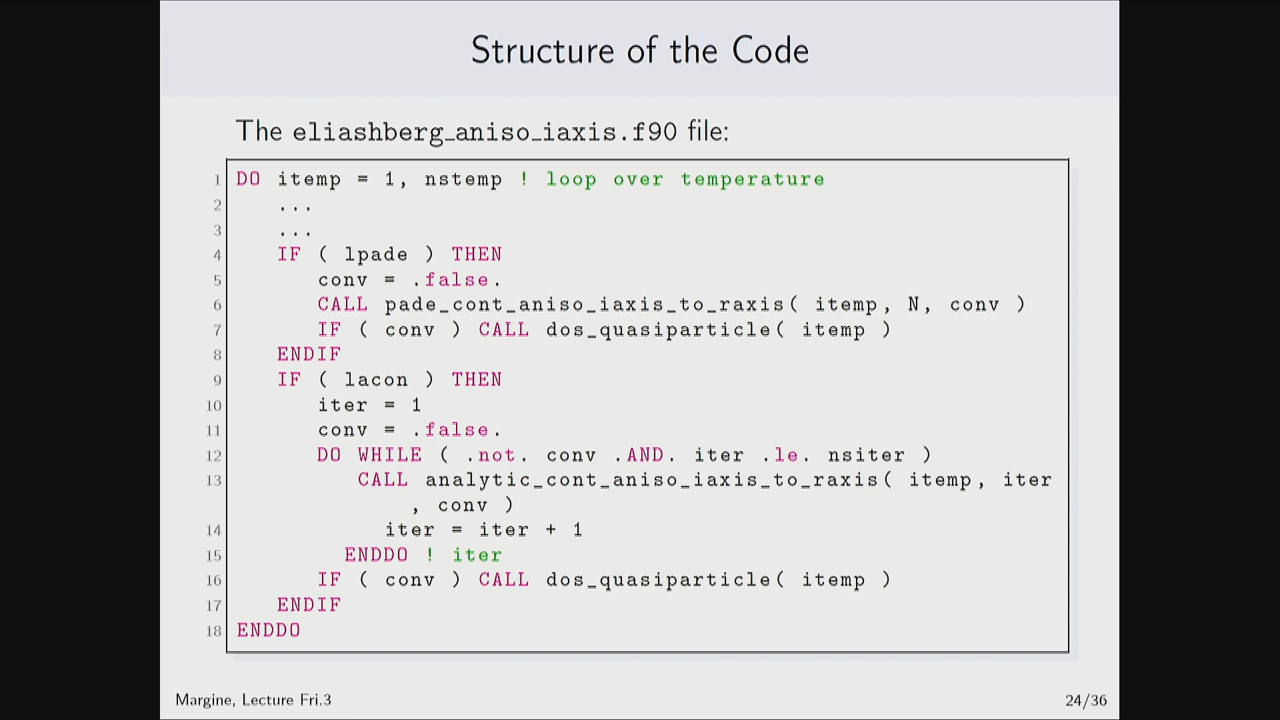 Structure of the Code
The eliashberg_aniso_iaxis.f90 file:
1 DO itemp = 1, nstemp ! loop over temperature
2 ...
3 ...
4 IF ( lpade ) THEN
5 conv = .false.
6 CALL pade_cont_aniso_iaxis_to_raxis( itemp, N, conv )
7 IF ( conv ) CALL dos_quasiparticle( itemp )
8 ENDIF
9 IF ( lacon ) THEN
10 iter = 1
11 conv = .false.
12 DO WHILE ( .not. conv .AND. iter .le. nsiter )
13 CALL analytic_cont_aniso_iaxis_to_raxis( itemp, iter
, conv )
14 iter = iter + 1
15 ENDDO ! iter
16 IF ( conv ) CALL dos_quasiparticle( itemp )
17 ENDIF
18 ENDDO
Margine, Lecture Fri.3
24/36